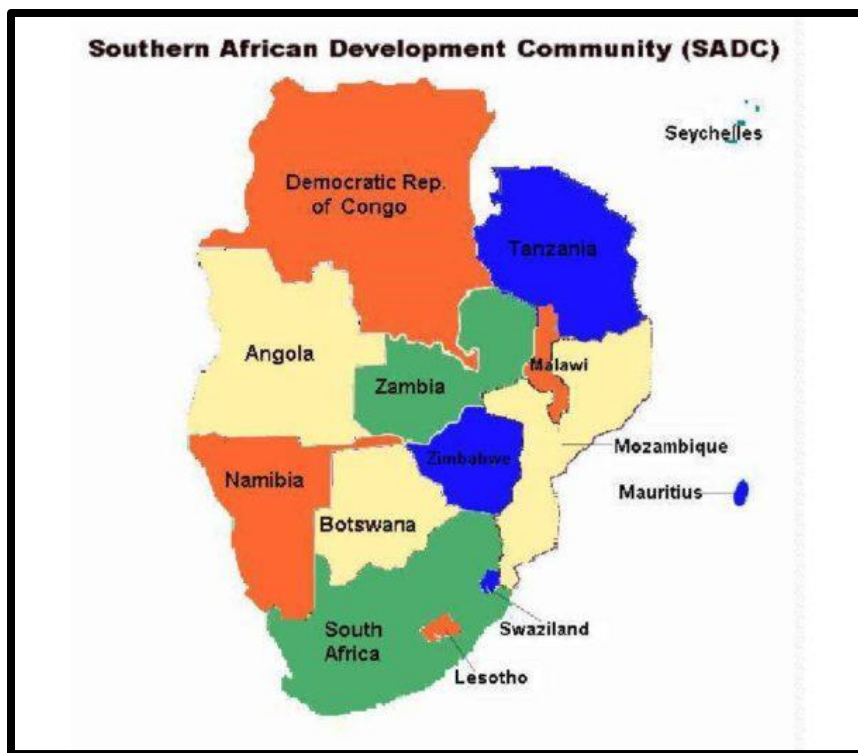 Southern African Development Community (SADC)
Seychelles
Democratic Rep.
of Congo
Tanzania
Angola
Malawi
Zambia
Mozambique
Zimbabwe
Namibia
Mauritius
Botswana
Swaziland
South
Africa
Lesotho